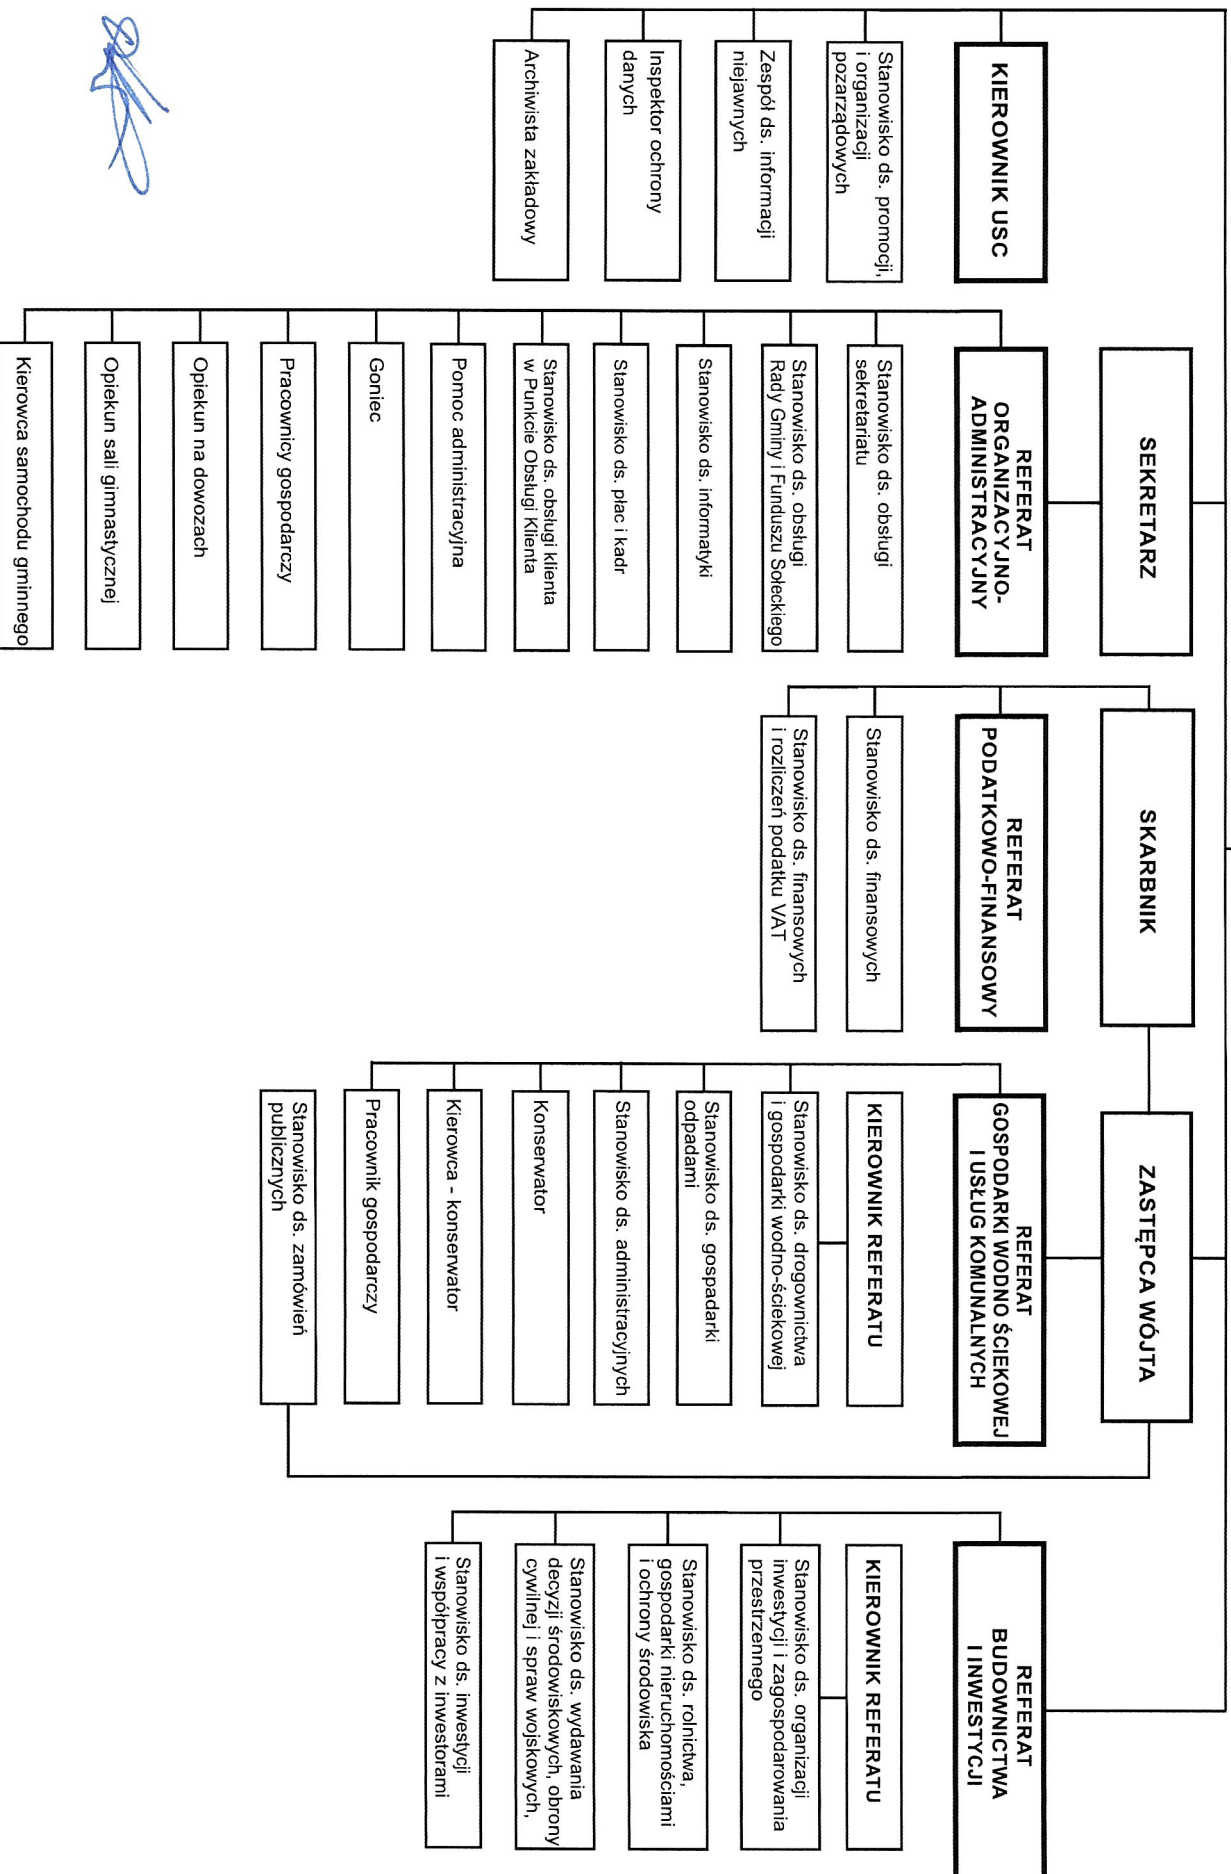 KIEROWNIK USC
Stanowisko ds. promocji,
i organizacji
pozarządowych
Zespół ds. informacji
niejawnych
Inspektor ochrony
danych
Archiwista zakładowy
SEKRETARZ
REFERAT
ORGANIZACYJNO-
ADMINISTRACYJNY
Stanowisko ds. obsługi
sekretariatu
Stanowisko ds. obsługi
Rady Gminy i Funduszu Sołeckiego
Stanowisko ds. informatyki
Stanowisko ds. płac i kadr
Stanowisko ds. obsługi klienta
w Punkcie Obsługi Klienta
Pomoc administracyjna
Goniec
Pracownicy gospodarczy
Opiekun na dowozach
Opiekun sali gimnastycznej
Kierowca samochodu gminnego
SKARBNIK
REFERAT
PODATKOWO-FINANSOWY
Stanowisko ds. finansowych
Stanowisko ds. finansowych
i rozliczeń podatku VAT
ZASTĘPCA WÓJTA
REFERAT
GOSPODARKI WODNO ŚCIEKOWEJ
I USŁUG KOMUNALNYCH
KIEROWNIK REFERATU
Stanowisko ds. drogownictwa
i gospodarki wodno-ściekowej
Stanowisko ds. gospadarki
odpadami
Stanowisko ds. administracyjnych
Konserwator
Kierowca - konserwator
Pracownik gospodarczy
Stanowisko ds. zamówień
publicznych
REFERAT
BUDOWNICTWA
I INWESTYCJI
KIEROWNIK REFERATU
Stanowisko ds. organizacji
inwestycji i zagospodarowania
przestrzennego
Stanowisko ds. rolnictwa,
gospodarki nieruchomościami
i ochrony środowiska
Stanowisko ds. wydawania
decyzji środowiskowych, obrony
cywilnej i spraw wojskowych,
Stanowisko ds. inwestycji
i współpracy z inwestorami